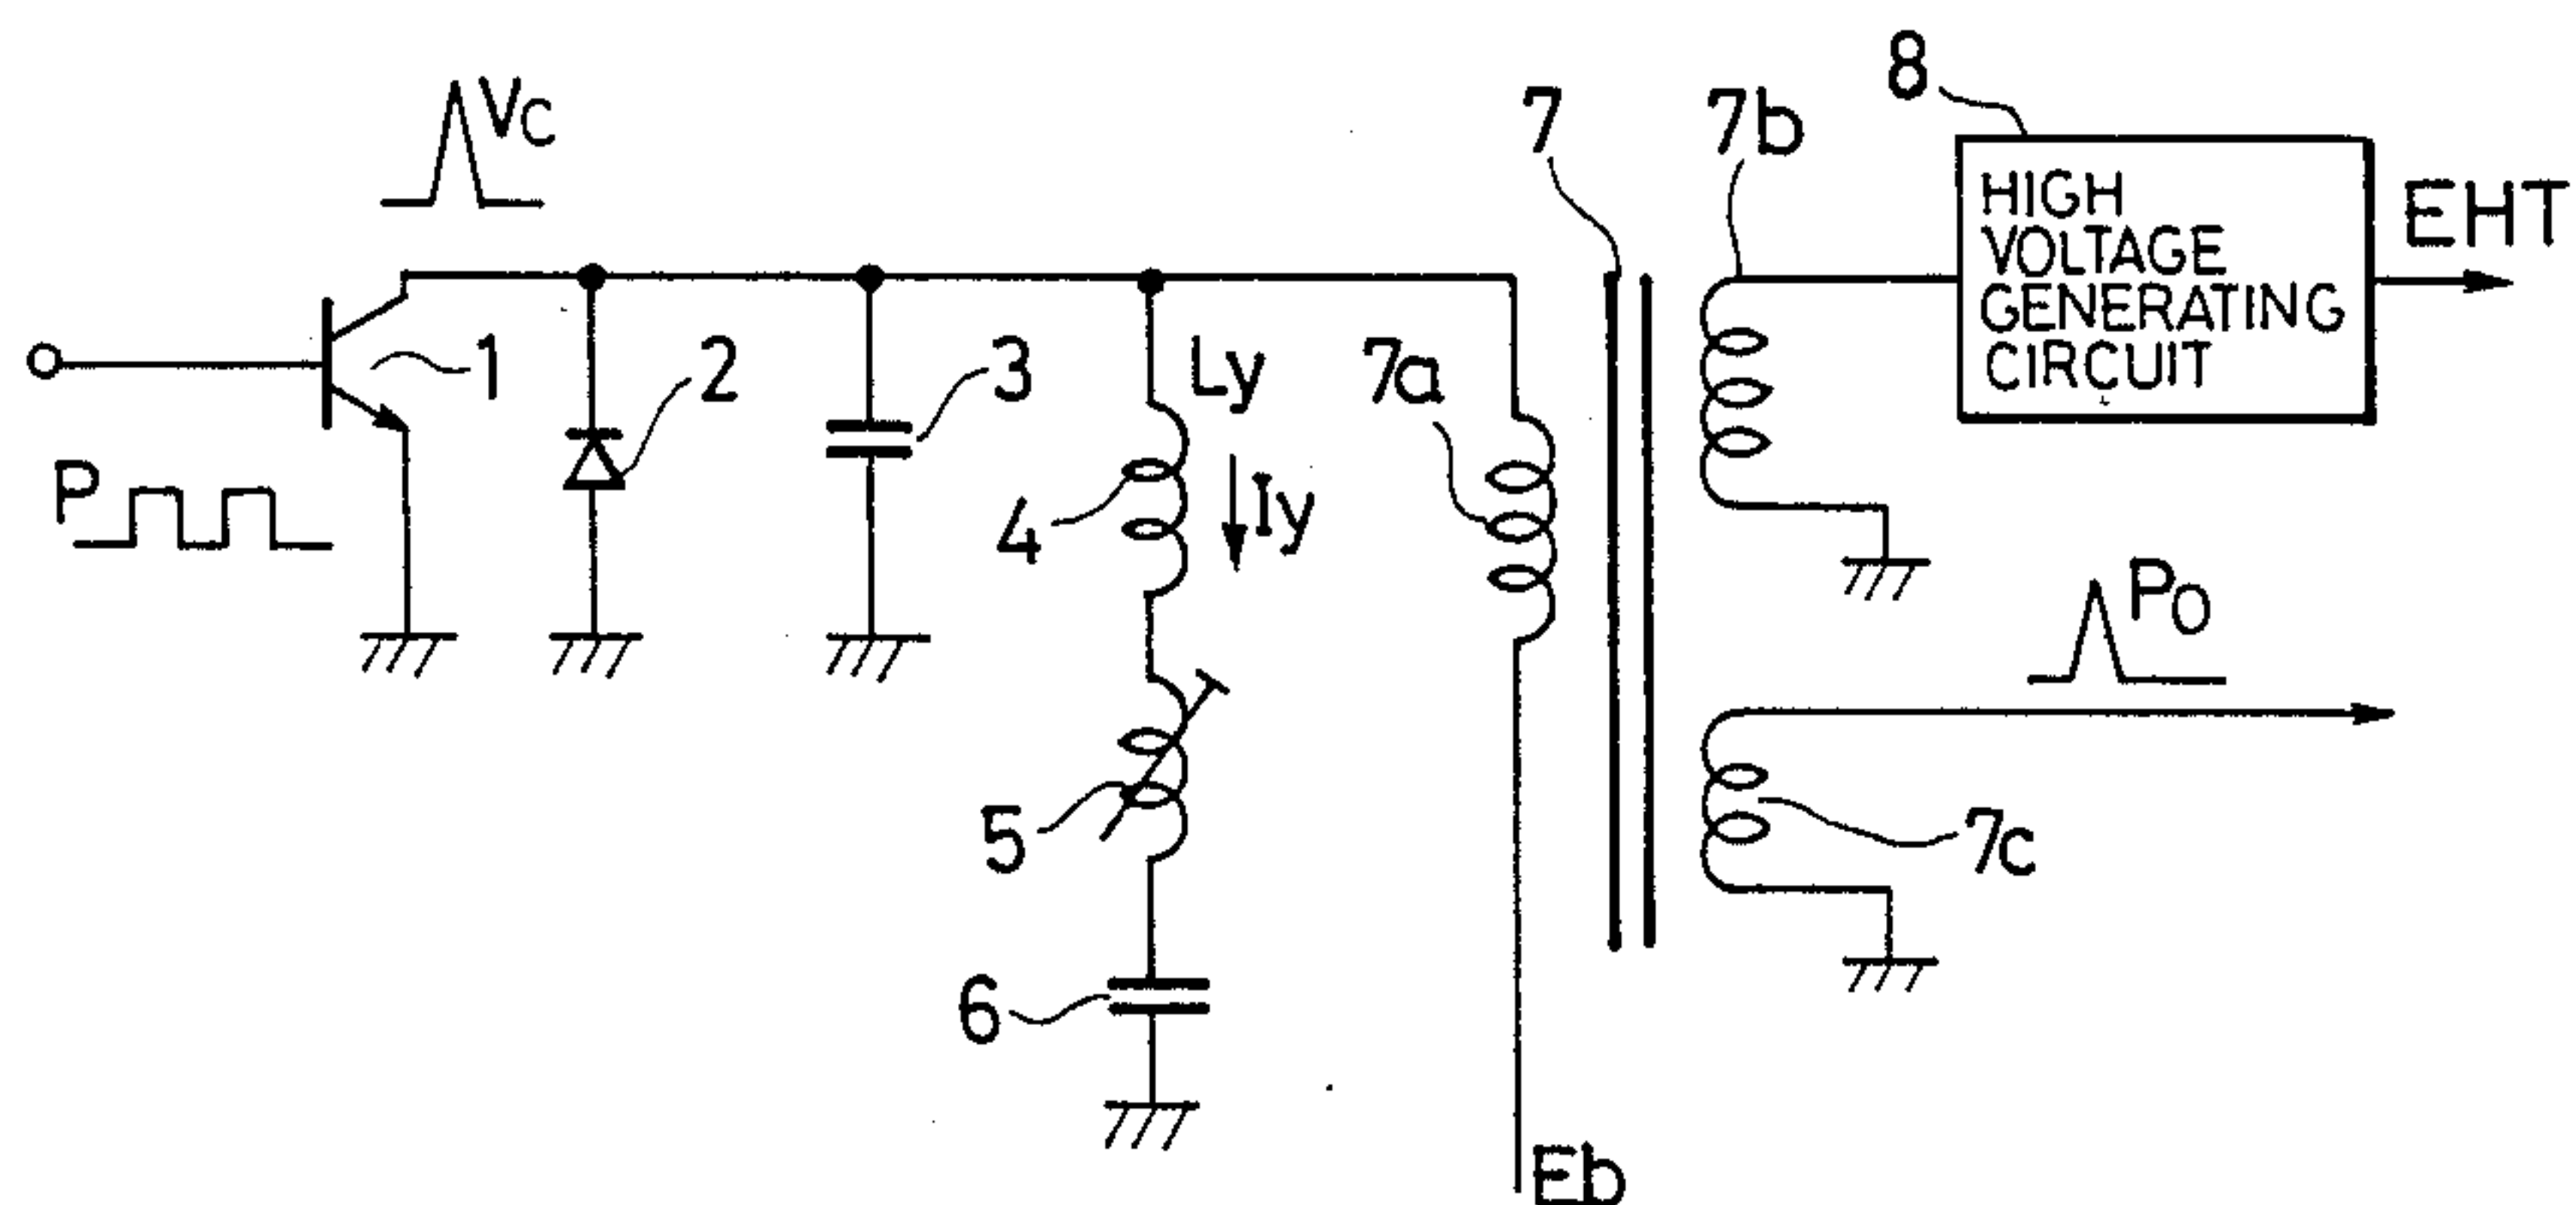 8
VC
7
7b
HIGH
VOLTAGE
GENERATING
CIRCUIT
EHT
1
2
3
Ly
7a
P
4
Iy
PO
5
7c
6
Eb